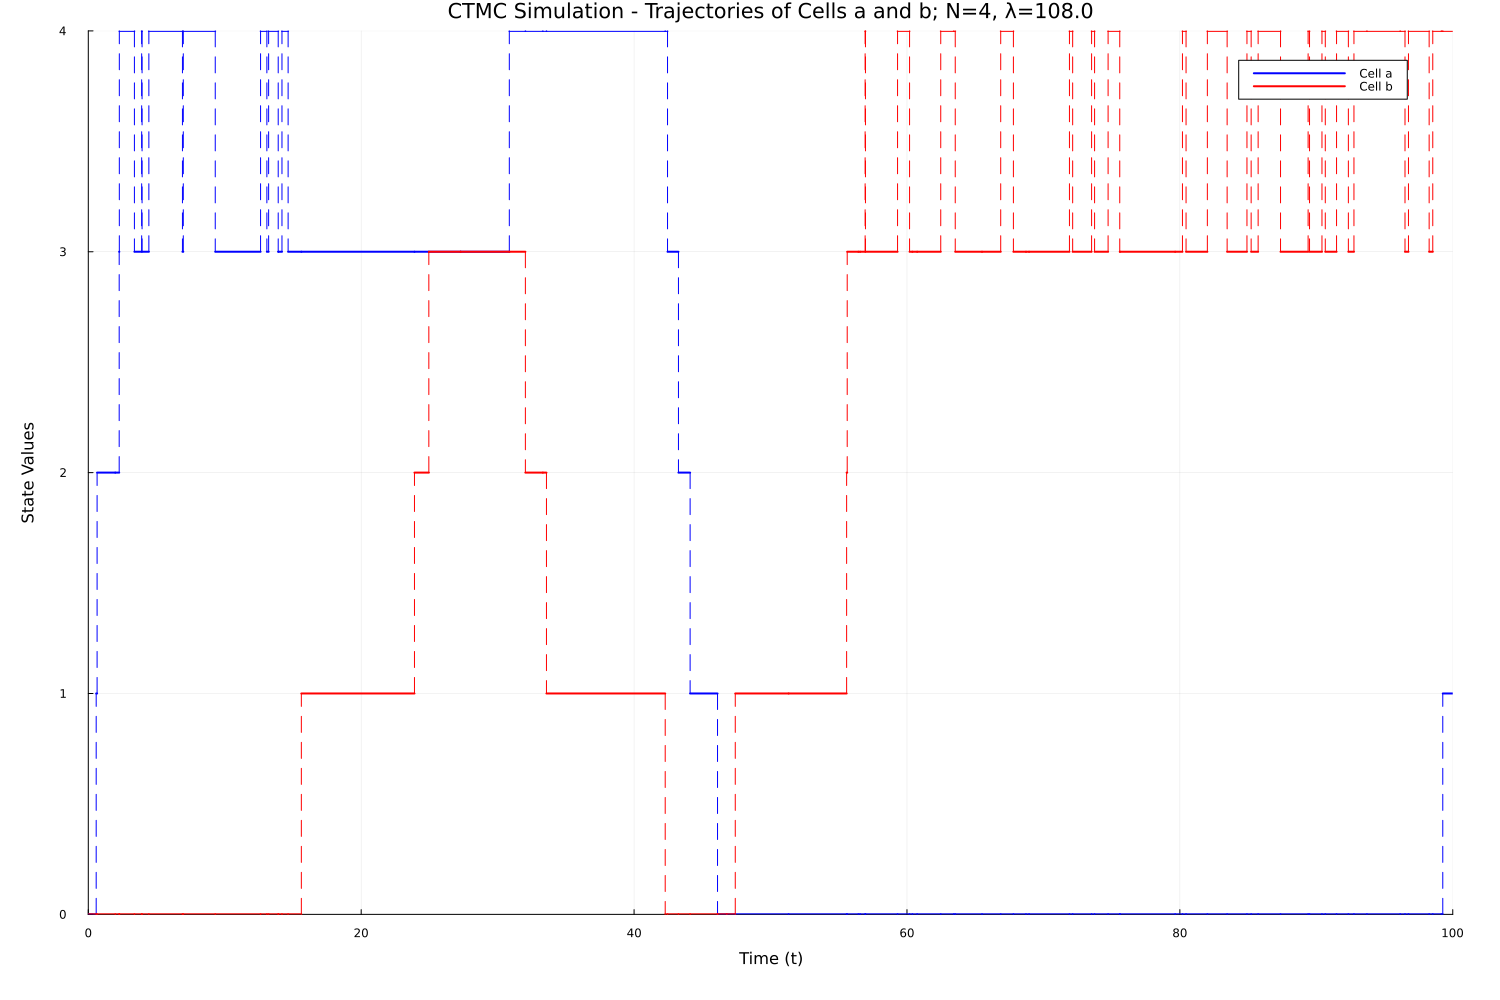 CTMC Simulation - Trajectories of Cells a and b; N=4, λ=108.0
Cell a
Cell b
State Values
4
3
2
1
0
0 20 40 60 80 100
Time (t)